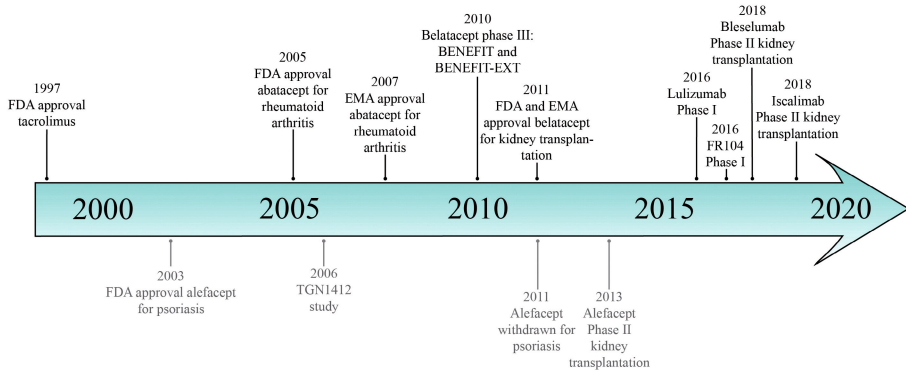 1997
FDA approval
tacrolimus
2005
FDA approval
abatacept for
rheumatoid
arthritis
2007
EMA approval
abatacept for
rheumatoid
arthritis
2010
Belatacept phase III:
BENEFIT and
BENEFIT-EXT
2011
FDA and EMA
approval belatacept
for kidney transplan-
tation
2016
Lulizumab
Phase I
2016
FR104
Phase I
2018
Bleselumab
Phase II kidney
transplantation
2018
Iscalimab
Phase II kidney
transplantation
2000
2005
2010
2015
2020
2003
FDA approval alefacept
for psoriasis
2006
TGN1412
study
2011
Alefacept
withdrawn for
psoriasis
2013
Alefacept
Phase II
kidney
transplantation